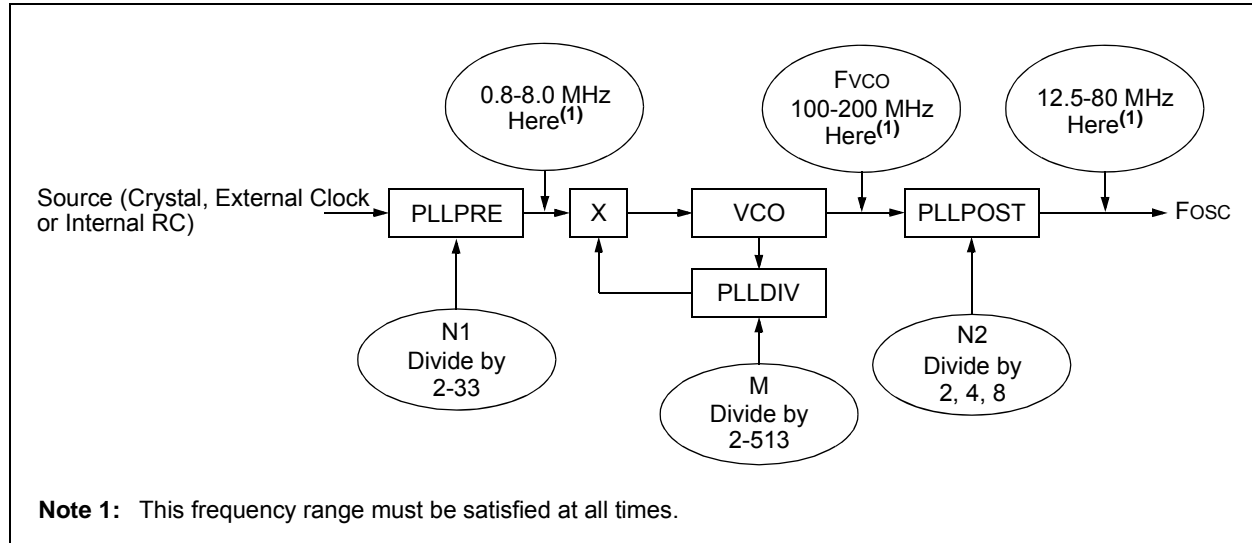 0.8-8.0 MHz
Here(1)
FVCO
100-200 MHz
Here(1)
12.5-80 MHz
Here(1)
Source (Crystal, External Clock
or Internal RC)
PLLPRE
X
VCO
PLLPOST
FOSC
PLLDIV
N1
Divide by
2-33
M
Divide by
2-513
N2
Divide by
2, 4, 8
Note 1: This frequency range must be satisfied at all times.